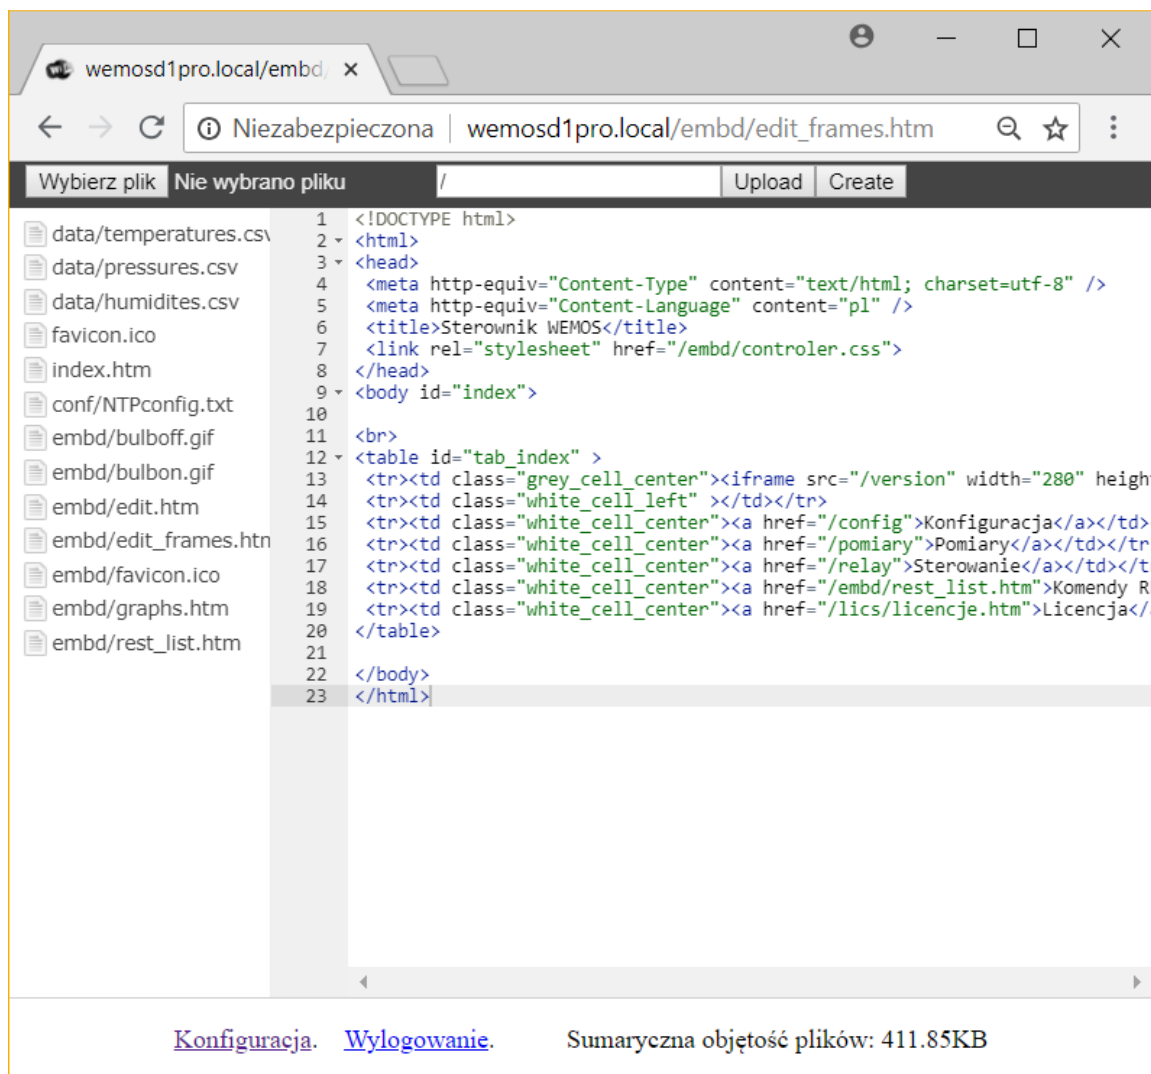 wemosd1pro.local/embd/
Niezabezpieczona | wemosd1pro.local/embd/edit_frames.htm
Wybierz plik Nie wybrano pliku / Upload Create
data/temperatures.csv
data/pressures.csv
data/humidites.csv
favicon.ico
index.htm
conf/NTPconfig.txt
embd/bulboff.gif
embd/bulbon.gif
embd/edit.htm
embd/edit_frames.htn
embd/favicon.ico
embd/graphs.htm
embd/rest_list.htm
1 <!DOCTYPE html>
2 <html>
3 <head>
4 <meta http-equiv="Content-Type" content="text/html; charset=utf-8" />
5 <meta http-equiv="Content-Language" content="pl" />
6 <title>Sterownik WEMOS</title>
7 <link rel="stylesheet" href="/embd/controler.css">
8 </head>
9 <body id="index">
10
11 <br>
12 <table id="tab_index" >
13 <tr><td class="grey_cell_center"><iframe src="/version" width="280" heigh
14 <tr><td class="white_cell_left" ></td></tr>
15 <tr><td class="white_cell_center"><a href="/config">Konfiguracja</a></td>
16 <tr><td class="white_cell_center"><a href="/pomiary">Pomiary</a></td></tr
17 <tr><td class="white_cell_center"><a href="/relay">Sterowanie</a></td></t
18 <tr><td class="white_cell_center"><a href="/embd/rest_list.htm">Komendy R
19 <tr><td class="white_cell_center"><a href="/lics/licencje.htm">Licencja</
20 </table>
21
22 </body>
23 </html>
Konfiguracja. Wylogowanie. Sumaryczna objętość plików: 411.85KB